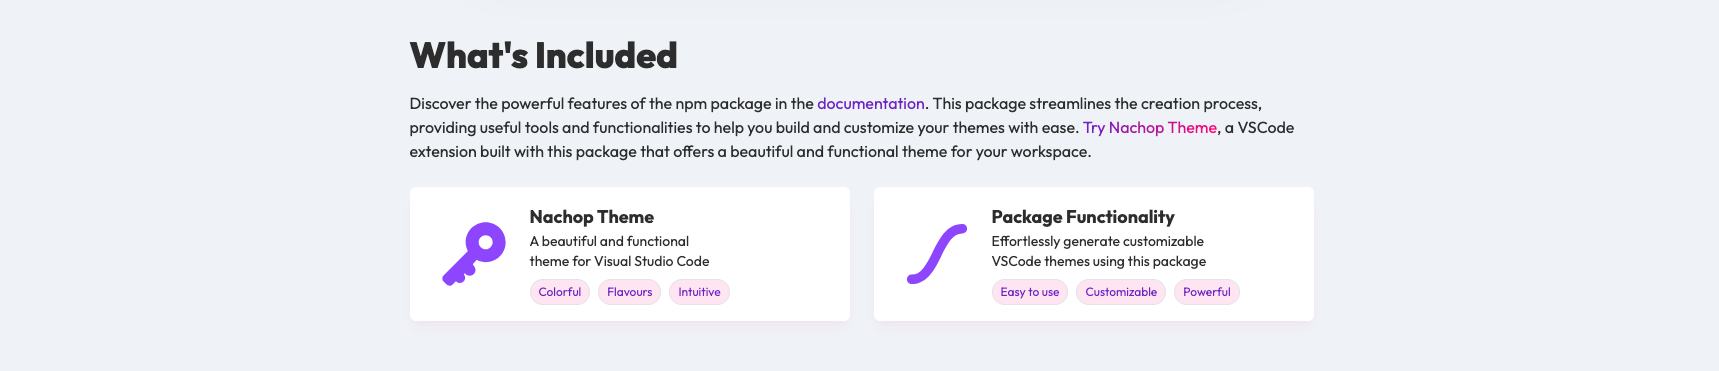 What's Included
Discover the powerful features of the npm package in the documentation. This package streamlines the creation process,
providing useful tools and functionalities to help you build and customize your themes with ease. Try Nachop Theme, a VSCode
extension built with this package that offers a beautiful and functional theme for your workspace.
Nachop Theme
A beautiful and functional
theme for Visual Studio Code
Colorful Flavours Intuitive
Package Functionality
Effortlessly generate customizable
VSCode themes using this package
Easy to use Customizable Powerful